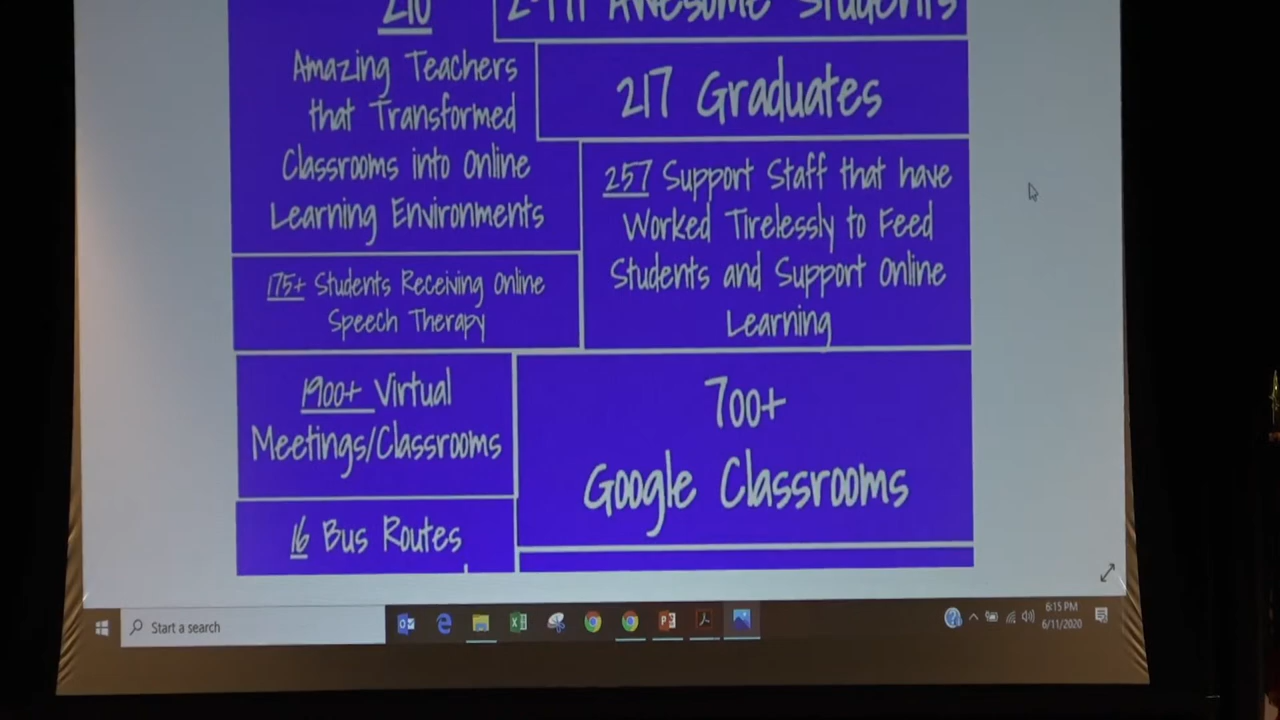 Awesome Students
Amazing Teachers
that Transformed
Classrooms into Online
Learning Environments
217 Graduates
257 Support Staff that have
Worked Tirelessly to Feed
Students and Support Online
Learning
175+ Students Receiving Online
Speech Therapy
1900+ Virtual
Meetings/Classrooms
700+
Google Classrooms
16 Bus Routes
Start a search
6:15 PM
6/11/2020